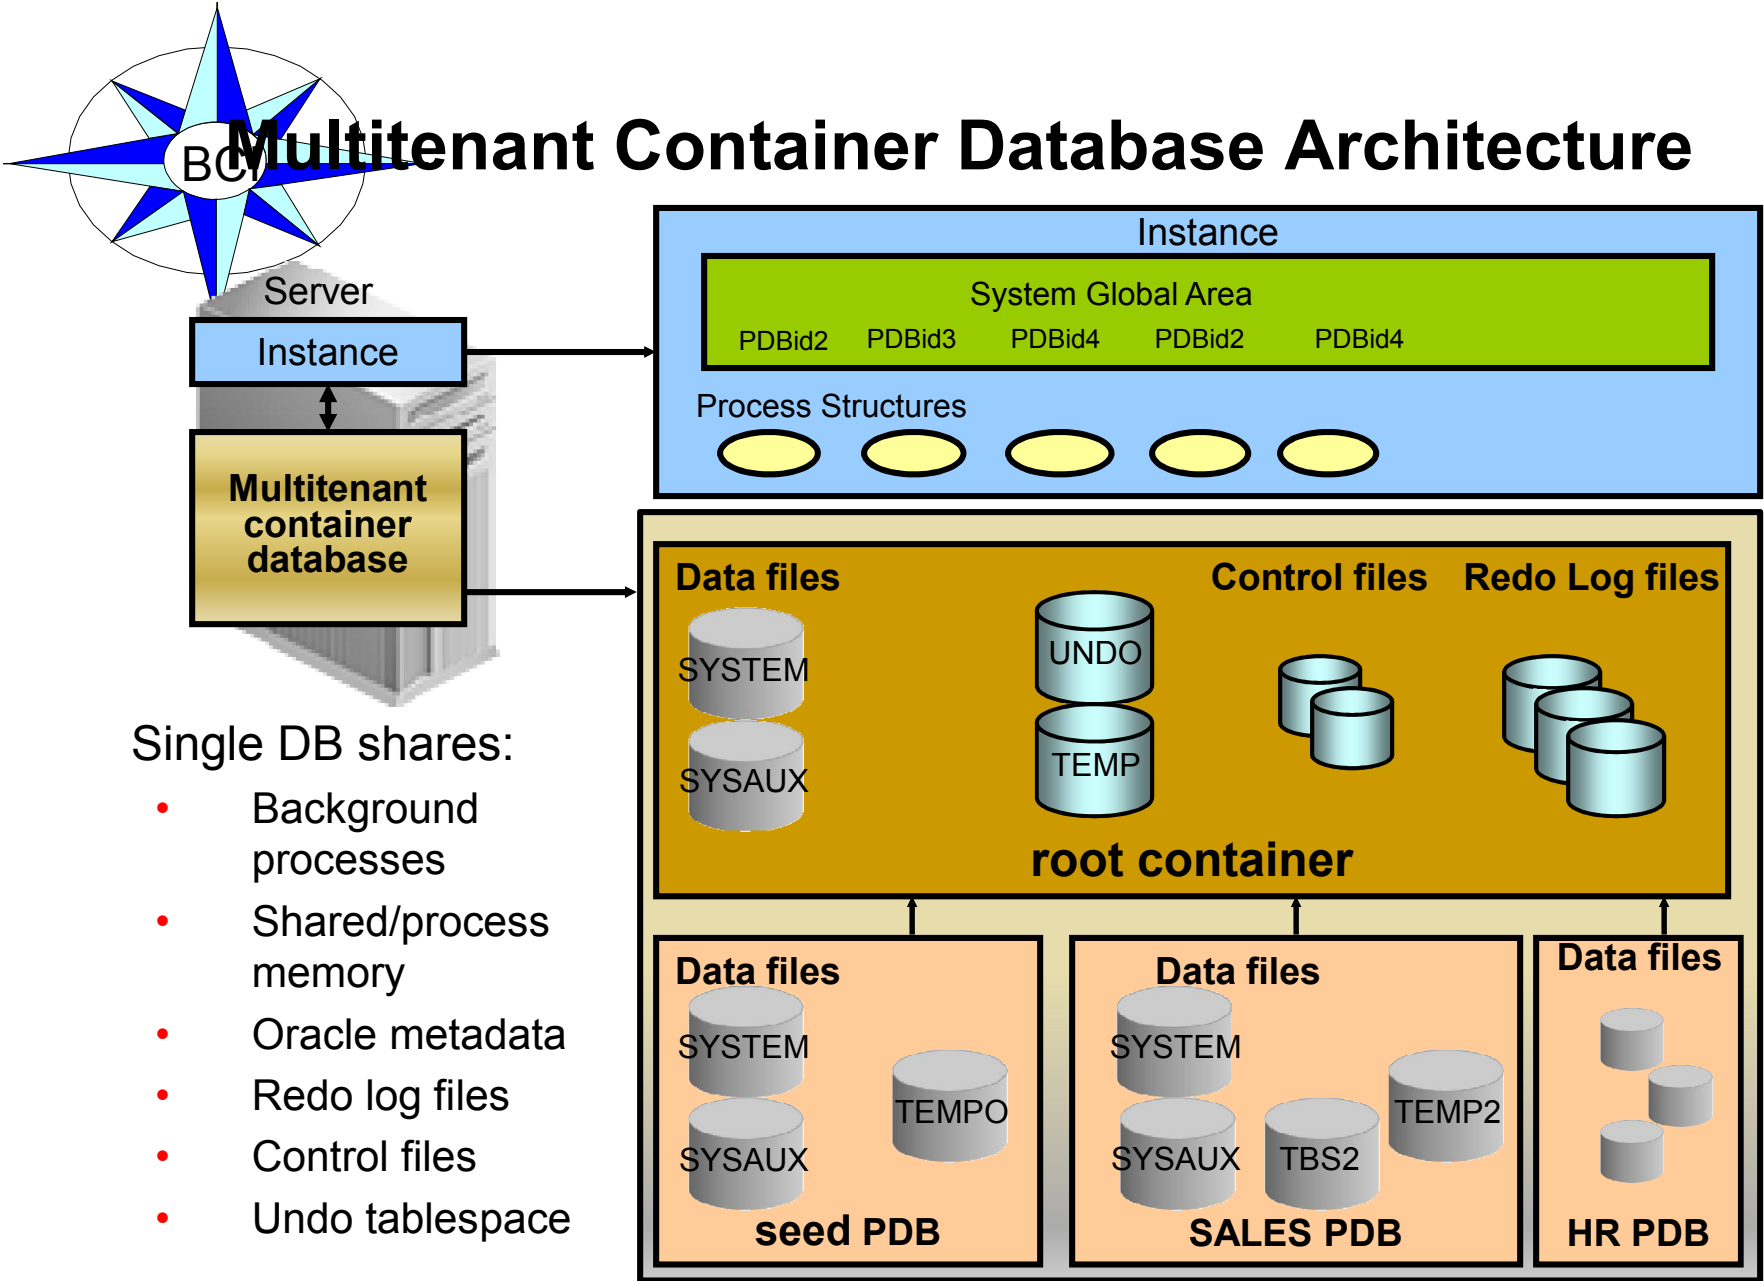 BCI
Multitenant Container Database Architecture
Server
Instance
Multitenant
container
database
Single DB shares:
• Background
processes
• Shared/process
memory
• Oracle metadata
• Redo log files
• Control files
• Undo tablespace
Instance
System Global Area
PDBid2 PDBid3 PDBid4 PDBid2 PDBid4
Process Structures
Data files Control files Redo Log files
SYSTEM UNDO
SYSAUX TEMP
root container
Data files
SYSTEM
TEMPO
SYSAUX
seed PDB
Data files
SYSTEM
TEMP2
SYSAUX TBS2
SALES PDB
Data files
HR PDB